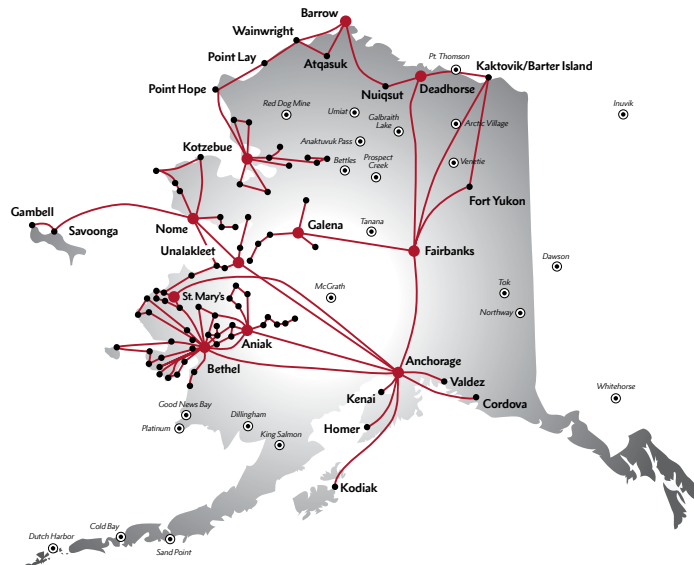 Barrow
Wainwright
Point Lay
Atqasuk
Pt. Thomson
Kaktovik/Barter Island
Point Hope
Nuiqsut
Deadhorse
Red Dog Mine
Umiat
Galbraith
Lake
Inuvik
Arctic Village
Kotzebue
Anaktuvuk Pass
Bettles
Prospect
Creek
Venetie
Fort Yukon
Gambell
Savoonga
Nome
Galena
Tanana
Unalakleet
Fairbanks
Dawson
St. Mary's
McGrath
Tok
Northway
Aniak
Bethel
Anchorage
Valdez
Kenai
Cordova
Whitehorse
Good News Bay
Platinum
Dillingham
King Salmon
Homer
Kodiak
Cold Bay
Dutch Harbor
Sand Point